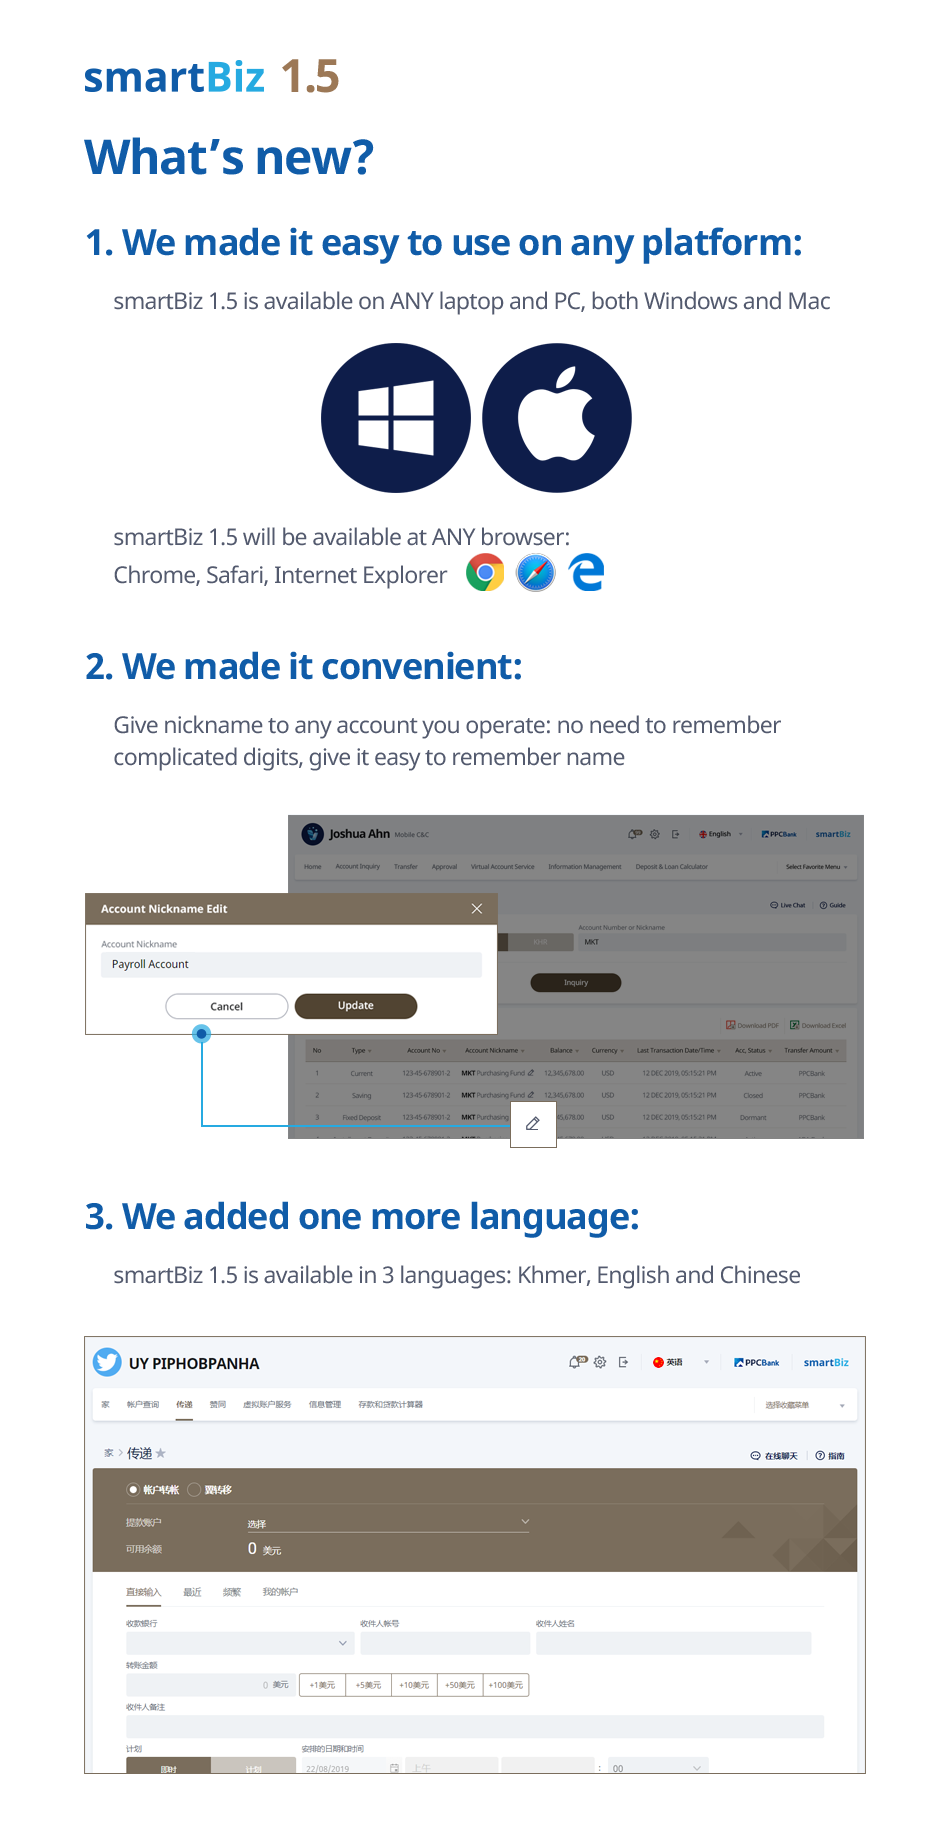 smartBiz 1.5
What's new?
1. We made it easy to use on any platform:
smartBiz 1.5 is available on ANY laptop and PC, both Windows and Mac
smartBiz 1.5 will be available at ANY browser:
Chrome, Safari, Internet Explorer
2. We made it convenient:
Give nickname to any account you operate: no need to remember
complicated digits, give it easy to remember name
Joshua Ahn Mobile C&C English PPCBank smartBiz
Home Account Inquiry Transfer Approval Virtual Account Service Information Management Deposit & Loan Calculator Select Favorite Menu
Live Chat Guide
Account Nickname Edit
Account Number or Nickname
KHR MKT
Account Nickname
Payroll Account
Inquiry
Cancel Update
Download PDF Download Excel
No Type Account No Account Nickname Balance Currency Last Transaction Date/Time Acc, Status Transfer Amount
1 Current 123-45-678901-2 MKT Purchasing Fund 12,345,678.00 USD 12 DEC 2019, 05:15:21 PM Active PPCBank
2 Saving 123-45-678901-2 MKT Purchasing Fund 12,345,678.00 USD 12 DEC 2019, 05:15:21 PM Closed PPCBank
3 Fixed Deposit 123-45-678901-2 MKT Purchasing 45,678.00 USD 12 DEC 2019, 05:15:21 PM Dormant PPCBank
3. We added one more language:
smartBiz 1.5 is available in 3 languages: Khmer, English and Chinese
UY PIPHOBPANHA 英语 PPCBank smartBiz
家 帐户查询 传递 赞同 虚拟账户服务 信息管理 存款和贷款计算器 选择收藏菜单
家 > 传递 在线聊天 指南
帐户转帐 翼转移
提款账户 选择
可用余额 0 美元
直接输入 最近 频繁 我的帐户
收款银行 收件人帐号 收件人姓名
转账金额
0 美元 +1美元 +5美元 +10美元 +50美元 +100美元
收件人备注
计划 安排的日期和时间
即时 计划 22/08/2019 上午 : 00